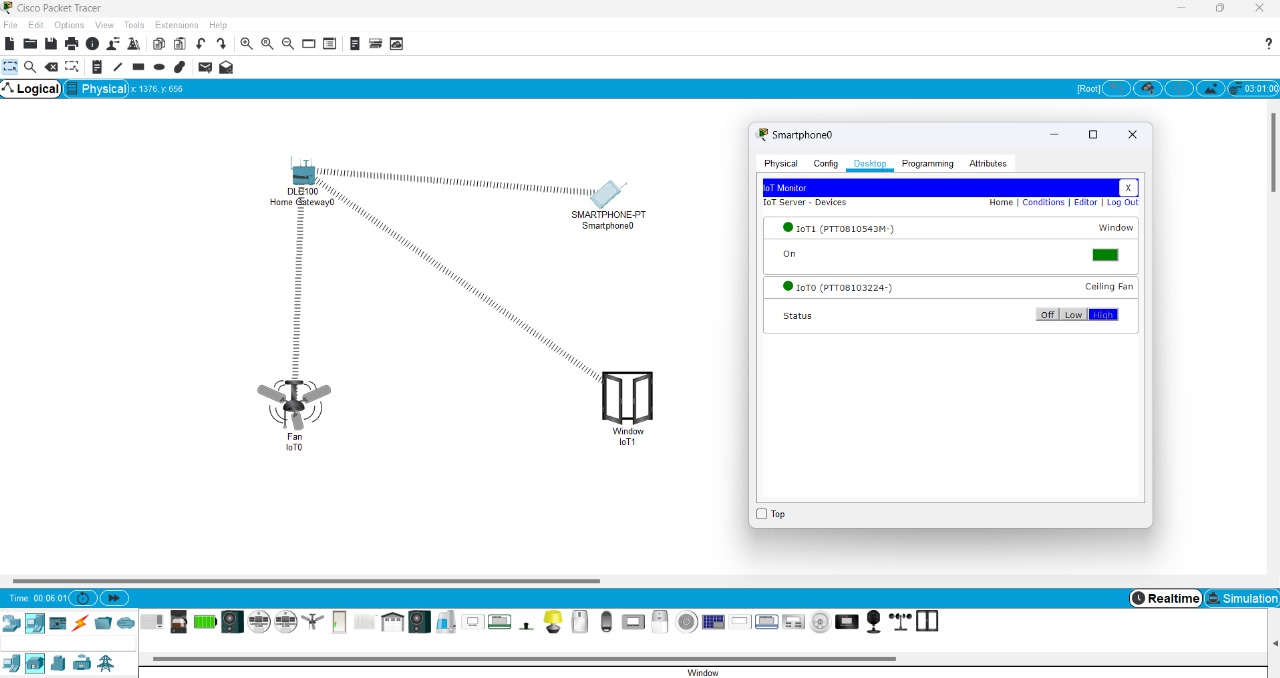 Cisco Packet Tracer
File Edit Options View Tools Extensions Help
?
Logical Physical x: 1376, y: 656 [Root] 03:01:00
Smartphone0
Physical Config Desktop Programming Attributes
IoT Monitor X
IoT Server - Devices Home | Conditions | Editor | Log Out
IoT1 (PTT0810543M-) Window
On
IoT0 (PTT08103224-) Ceiling Fan
Status Off Low High
Top
DLC100
Home Gateway0
SMARTPHONE-PT
Smartphone0
Fan
IoT0
Window
IoT1
Time: 00:06:01 Realtime Simulation
Window